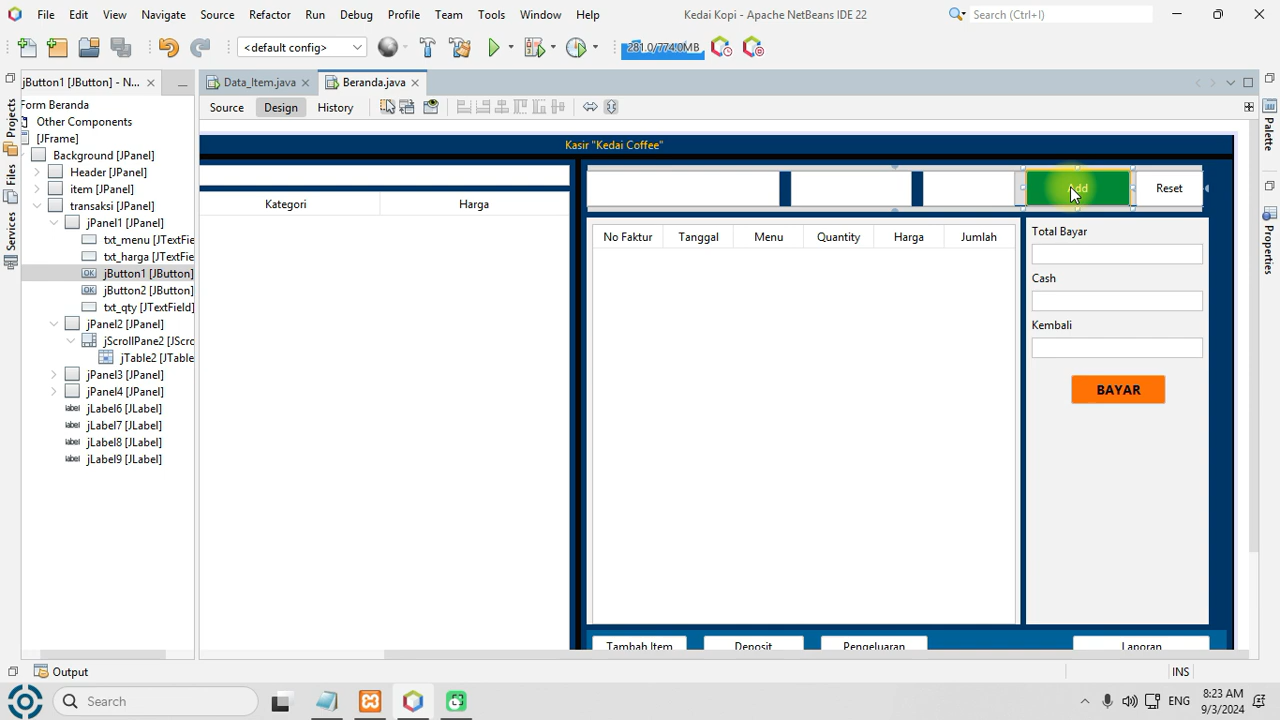 File Edit View Navigate Source Refactor Run Debug Profile Team Tools Window Help
Kedai Kopi - Apache NetBeans IDE 22
Search (Ctrl+I)
<default config>
281.0/774.0MB
jButton1 [JButton] - N...
Data_Item.java
Beranda.java
Source Design History
Projects
Files
Services
Palette
Properties
Form Beranda
Other Components
[JFrame]
Background [JPanel]
Header [JPanel]
item [JPanel]
transaksi [JPanel]
jPanel1 [JPanel]
txt_menu [JTextFie
txt_harga [JTextFie
jButton1 [JButton]
jButton2 [JButton]
txt_qty [JTextField]
jPanel2 [JPanel]
jScrollPane2 [JScro
jTable2 [JTable
jPanel3 [JPanel]
jPanel4 [JPanel]
jLabel6 [JLabel]
jLabel7 [JLabel]
jLabel8 [JLabel]
jLabel9 [JLabel]
Kasir "Kedai Coffee"
Kategori Harga
Add Reset
No Faktur Tanggal Menu Quantity Harga Jumlah
Total Bayar
Cash
Kembali
BAYAR
Tambah Item Deposit Pengeluaran Laporan
Output
INS
Search
ENG
8:23 AM
9/3/2024